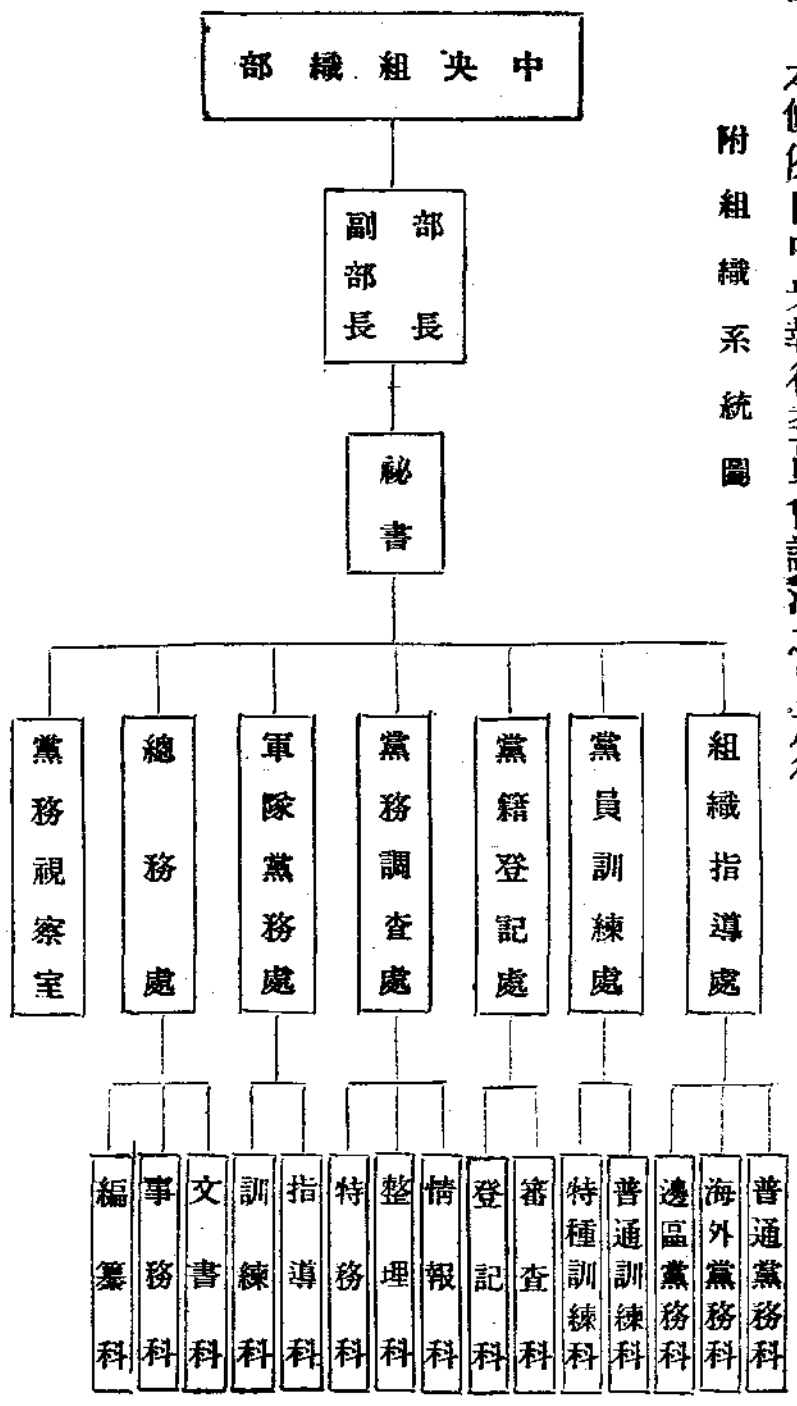 附組織系統圖
中央組織部
部長
副部長
祕書
組織指導處
黨員訓練處
黨籍登記處
黨務調查處
軍隊黨務處
總務處
黨務視察室
普通黨務科
海外黨務科
邊區黨務科
普通訓練科
特種訓練科
審查科
登記科
情報科
整理科
特務科
指導科
訓練科
文書科
事務科
編纂科